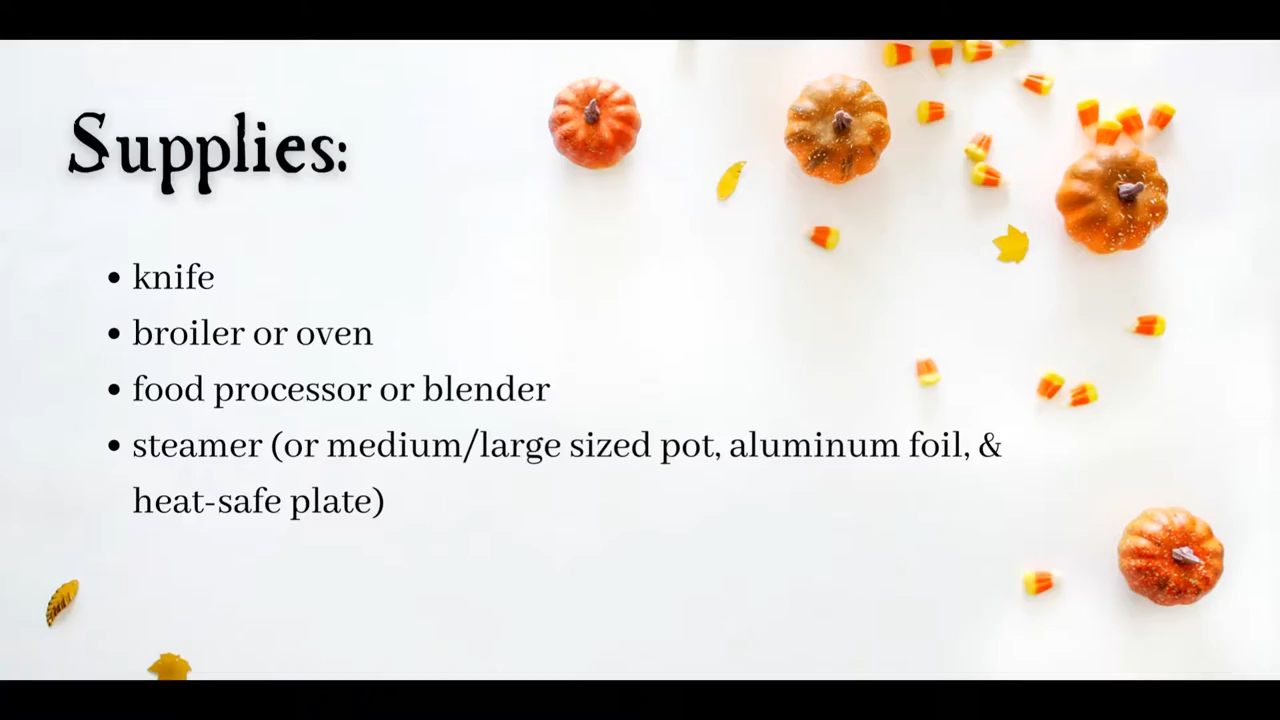 Supplies:
• knife
• broiler or oven
• food processor or blender
• steamer (or medium/large sized pot, aluminum foil, &
heat-safe plate)